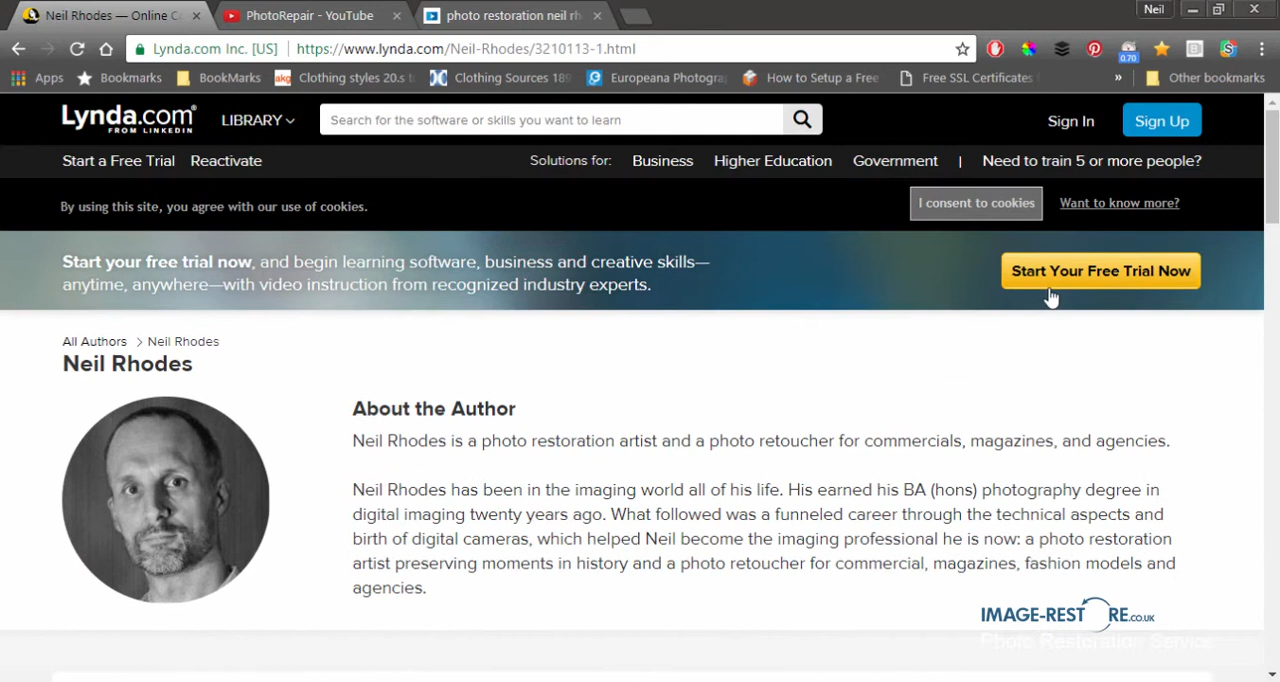 Neil Rhodes — Online C
PhotoRepair - YouTube
photo restoration neil rh
Neil
Lynda.com Inc. [US]
https://www.lynda.com/Neil-Rhodes/3210113-1.html
0.70
Apps
Bookmarks
BookMarks
akg
Clothing styles 20.s t
Clothing Sources 189
Europeana Photogra
How to Setup a Free
Free SSL Certificates
»
Other bookmarks
Lynda.com®
FROM LINKEDIN
LIBRARY
Search for the software or skills you want to learn
Sign In
Sign Up
Start a Free Trial
Reactivate
Solutions for:
Business
Higher Education
Government
|
Need to train 5 or more people?
By using this site, you agree with our use of cookies.
I consent to cookies
Want to know more?
Start your free trial now, and begin learning software, business and creative skills—
anytime, anywhere—with video instruction from recognized industry experts.
Start Your Free Trial Now
All Authors > Neil Rhodes
Neil Rhodes
About the Author
Neil Rhodes is a photo restoration artist and a photo retoucher for commercials, magazines, and agencies.
Neil Rhodes has been in the imaging world all of his life. His earned his BA (hons) photography degree in
digital imaging twenty years ago. What followed was a funneled career through the technical aspects and
birth of digital cameras, which helped Neil become the imaging professional he is now: a photo restoration
artist preserving moments in history and a photo retoucher for commercial, magazines, fashion models and
agencies.
IMAGE-RESTORE.CO.UK
Photo Restoration Service